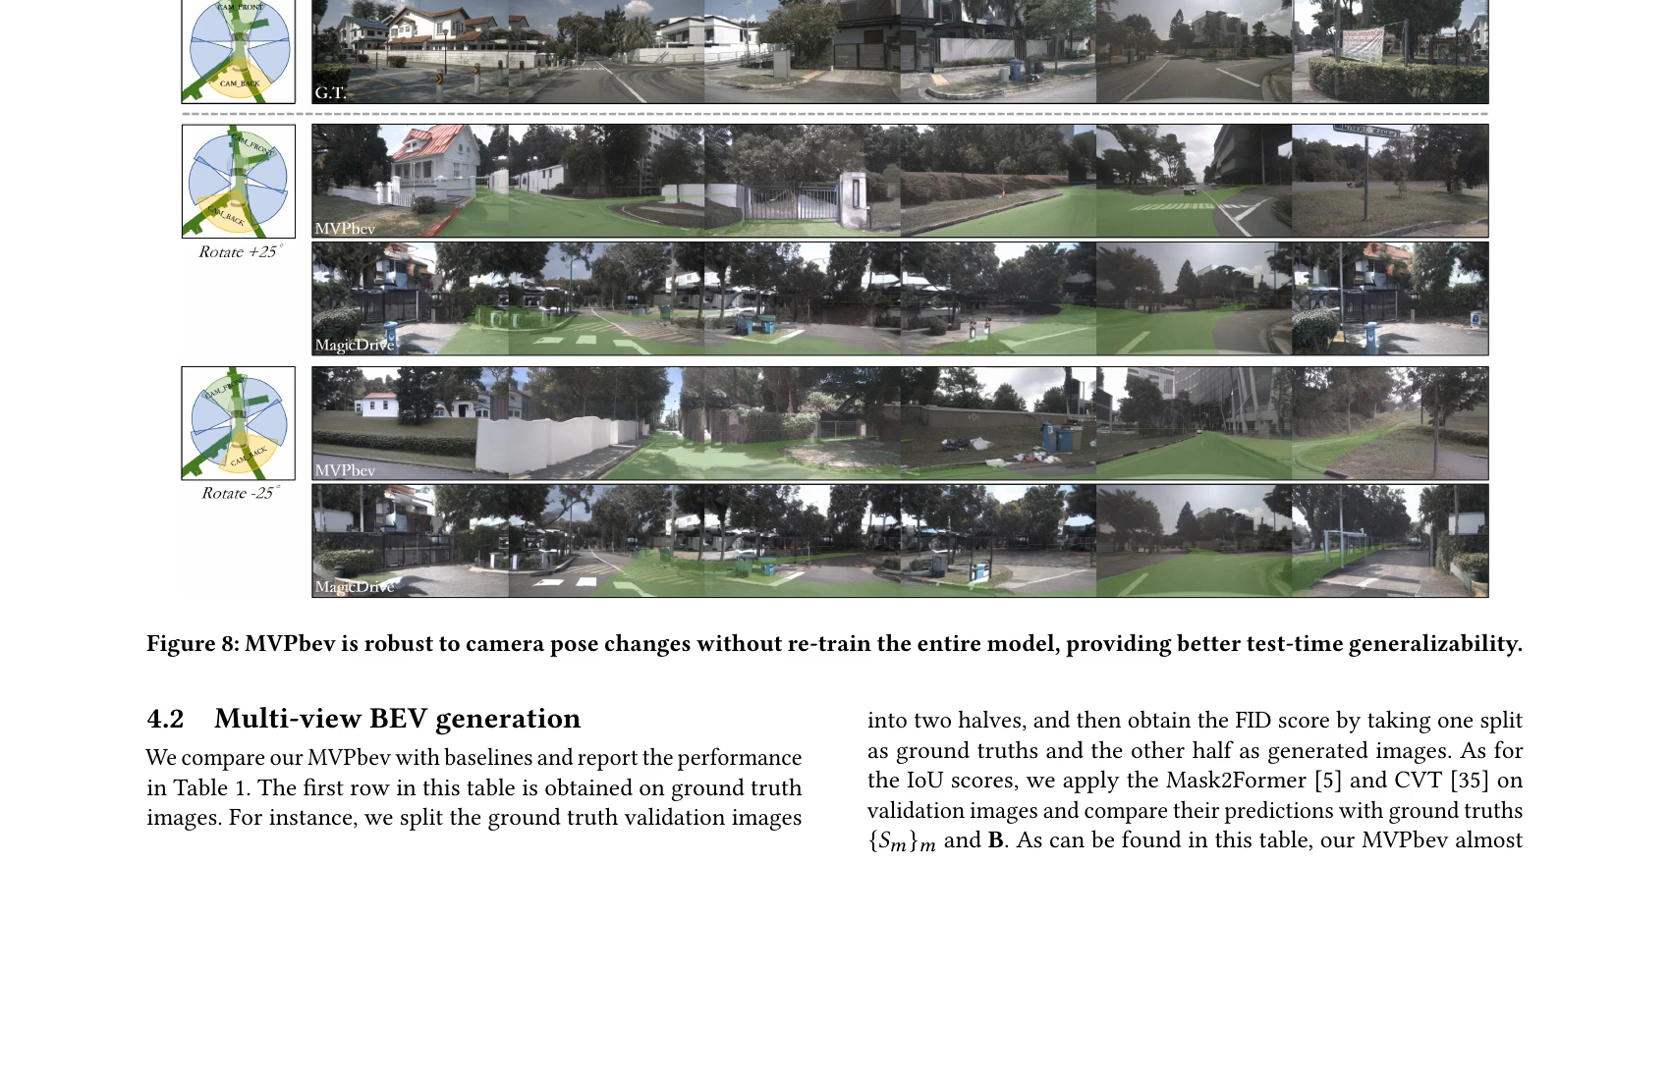 CAM_FRONT
CAM_BACK
G.T.
CAM_FRONT
CAM_BACK
MVPbev
Rotate +25°
MagicDrive
CAM_FRONT
CAM_BACK
MVPbev
Rotate -25°
MagicDrive
Figure 8: MVPbev is robust to camera pose changes without re-train the entire model, providing better test-time generalizability.
4.2 Multi-view BEV generation
We compare our MVPbev with baselines and report the performance
in Table 1. The first row in this table is obtained on ground truth
images. For instance, we split the ground truth validation images
into two halves, and then obtain the FID score by taking one split
as ground truths and the other half as generated images. As for
the IoU scores, we apply the Mask2Former [5] and CVT [35] on
validation images and compare their predictions with ground truths
{Sm}m and B. As can be found in this table, our MVPbev almost